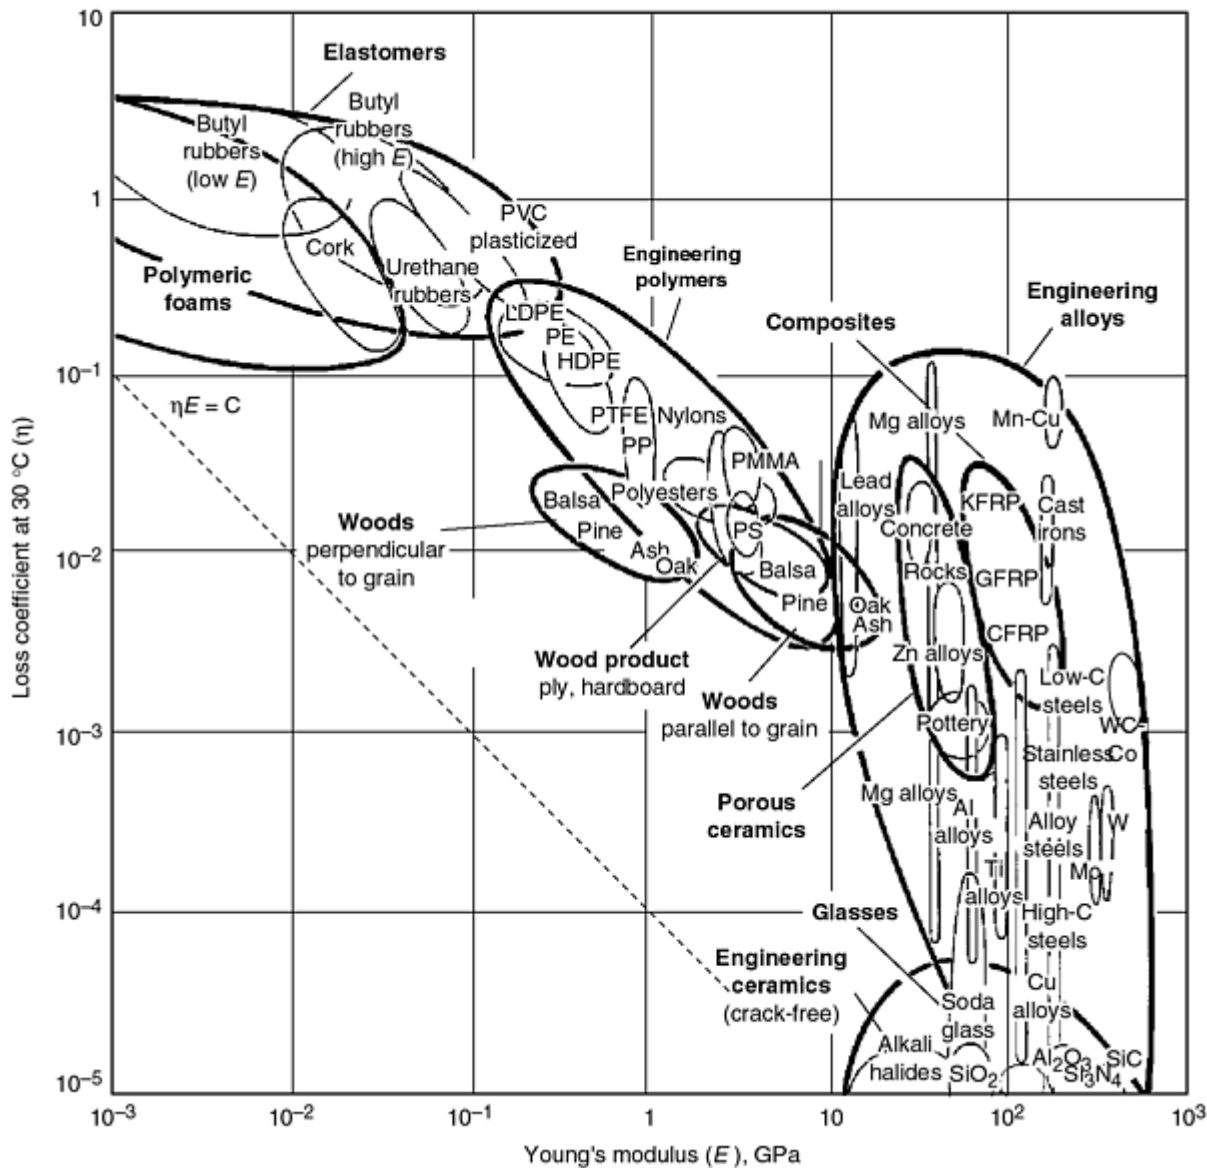 10
Elastomers
Butyl
rubbers
(high E)
Butyl
rubbers
(low E)
1
PVC
plasticized
Cork
Urethane
rubbers
Polymeric
foams
Engineering
polymers
Engineering
alloys
Composites
LDPE
PE
HDPE
10⁻¹
ηE = C
PTFE
Nylons
PP
Mg alloys
Mn-Cu
PMMA
Polyesters
Lead
alloys
KFRP
Cast
irons
Balsa
Pine
Ash
Oak
Woods
perpendicular
to grain
PS
Concrete
10⁻²
Balsa
Pine
Rocks
GFRP
Oak
Ash
CFRP
Zn alloys
Wood product
ply, hardboard
Woods
parallel to grain
Low-C
steels
WC-
Co
Pottery
10⁻³
Stainless
steels
Porous
ceramics
Mg alloys
Al
alloys
Alloy
steels
W
Mo
Ti
alloys
10⁻⁴
Glasses
High-C
steels
Engineering
ceramics
(crack-free)
Cu
alloys
Soda
glass
Alkali
halides
SiO₂
Al₂O₃
Si₃N₄
SiC
10⁻⁵
Loss coefficient at 30 °C (η)
10⁻³ 10⁻² 10⁻¹ 1 10 10² 10³
Young's modulus (E), GPa